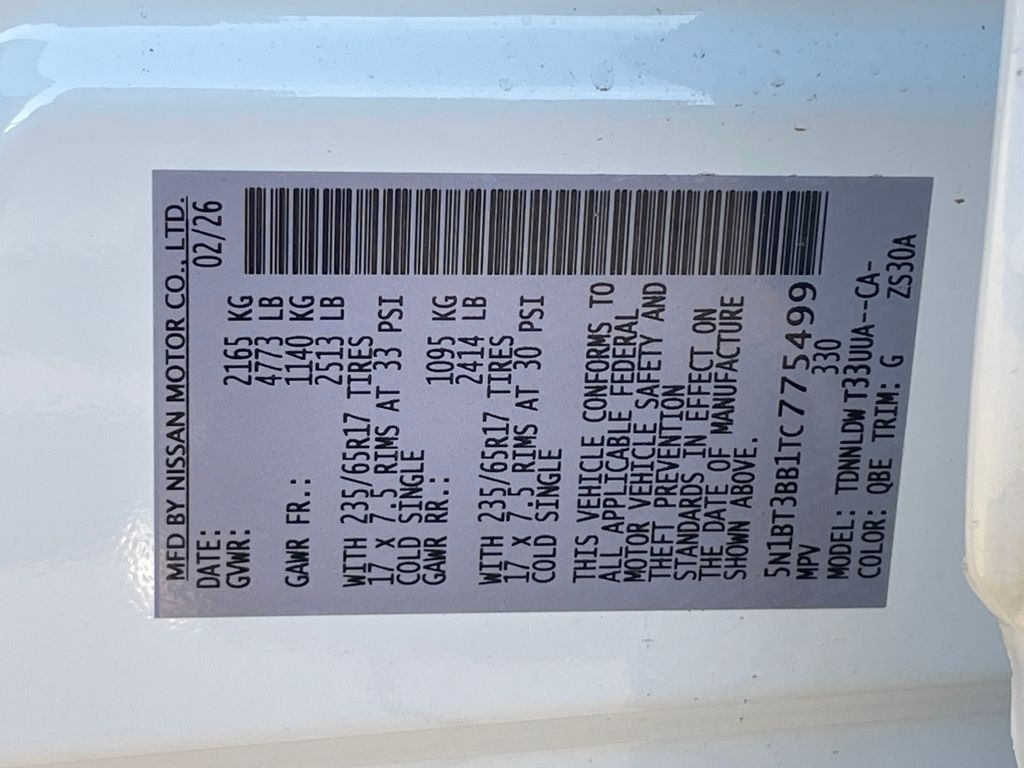 MFD BY NISSAN MOTOR CO., LTD.
DATE: 02/26
GVWR: 2165 KG
4773 LB
GAWR FR.: 1140 KG
2513 LB
WITH 235/65R17 TIRES
17 X 7.5 RIMS AT 33 PSI
COLD SINGLE
GAWR RR.: 1095 KG
2414 LB
WITH 235/65R17 TIRES
17 X 7.5 RIMS AT 30 PSI
COLD SINGLE
THIS VEHICLE CONFORMS TO
ALL APPLICABLE FEDERAL
MOTOR VEHICLE SAFETY AND
THEFT PREVENTION
STANDARDS IN EFFECT ON
THE DATE OF MANUFACTURE
SHOWN ABOVE.
5N1BT3BB1TC775499
MPV 330
MODEL: TDNNLDW T33UUA--CA-
COLOR: QBE TRIM: G ZS30A